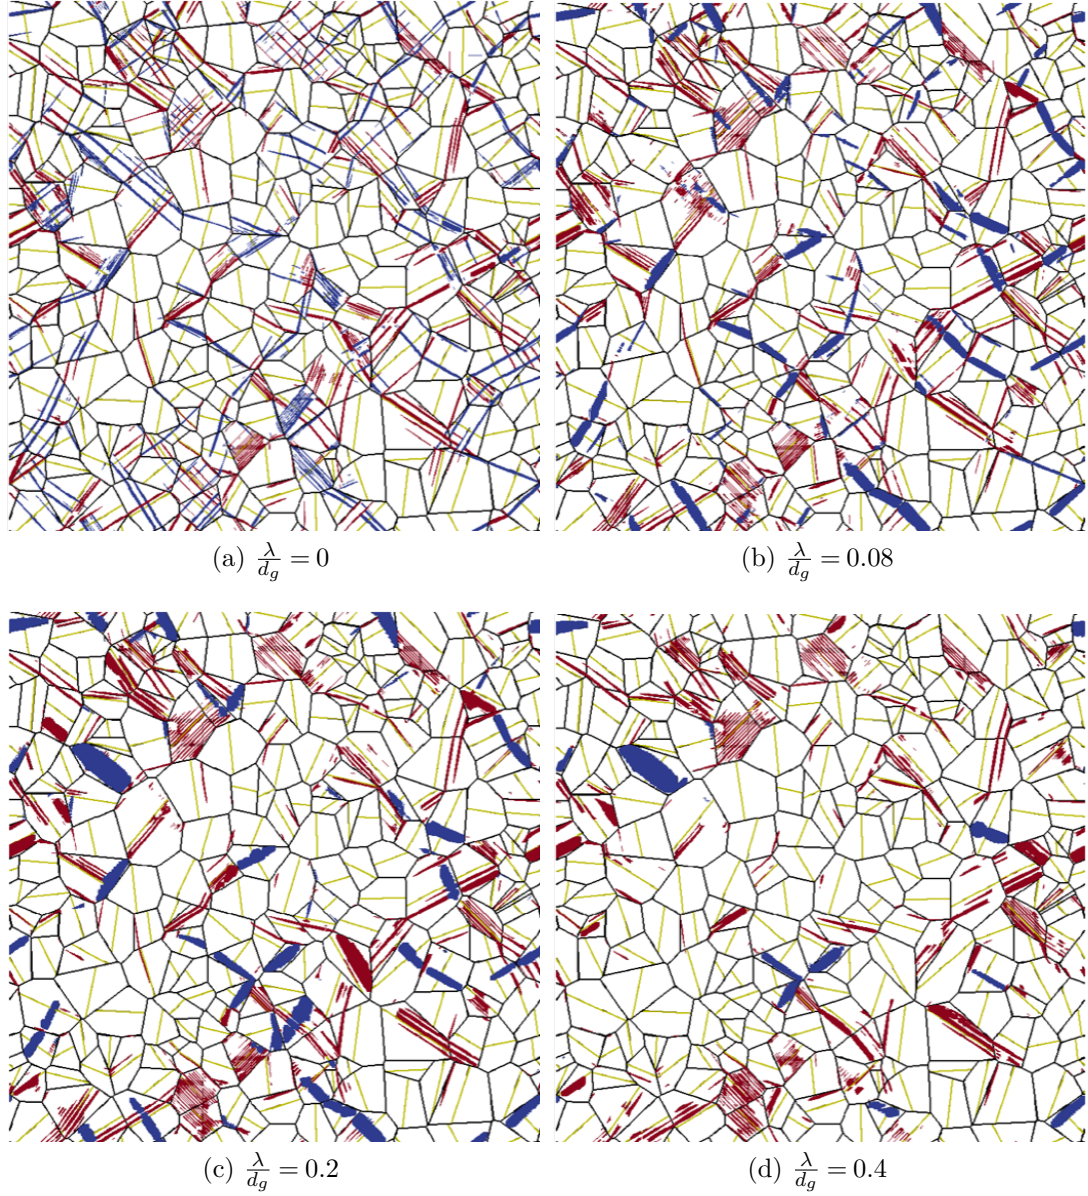 (a) λ/d_g = 0
(b) λ/d_g = 0.08
(c) λ/d_g = 0.2
(d) λ/d_g = 0.4